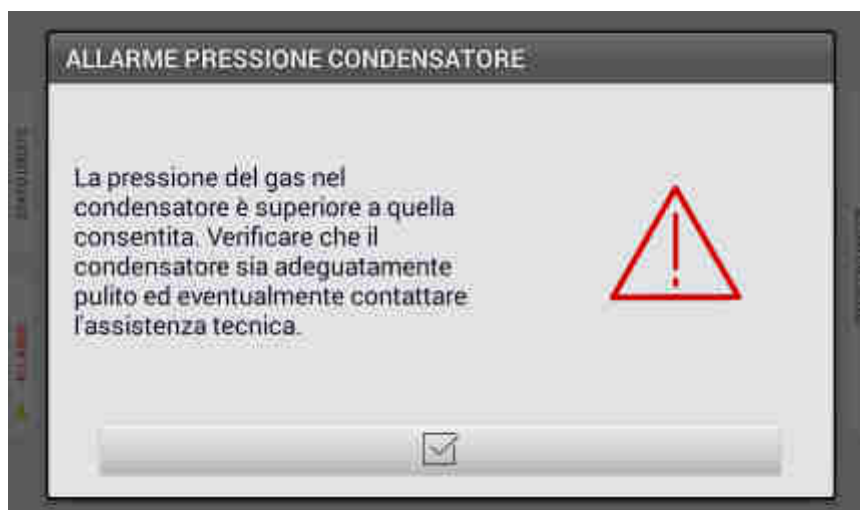 ALLARME PRESSIONE CONDENSATORE
La pressione del gas nel
condensatore è superiore a quella
consentita. Verificare che il
condensatore sia adeguatamente
pulito ed eventualmente contattare
l'assistenza tecnica.